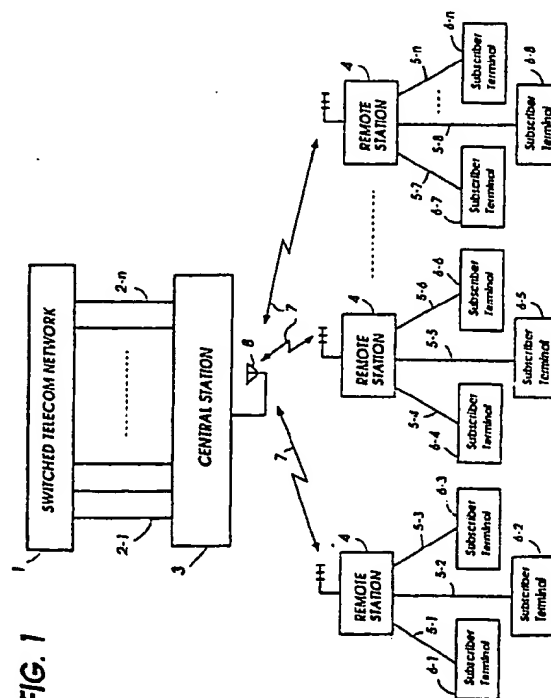 FIG. 1
SWITCHED TELECOM NETWORK
1
2-1
2-n
CENTRAL STATION
3
8
7
7
7
REMOTE STATION
4
REMOTE STATION
4
REMOTE STATION
4
5-1
5-2
5-3
5-4
5-5
5-6
5-7
5-8
5-n
6-1
Subscriber Terminal
6-2
Subscriber Terminal
6-3
Subscriber Terminal
6-4
Subscriber Terminal
6-5
Subscriber Terminal
6-6
Subscriber Terminal
6-7
Subscriber Terminal
6-8
Subscriber Terminal
6-n
Subscriber Terminal